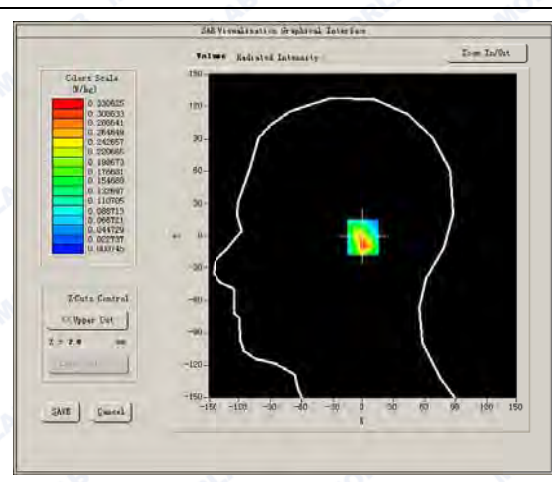 SAR Visualisation Graphical Interface
Volume Radiated Intensity
Zoom In/Out
Colors Scale
(W/kg)
0.330625
0.308633
0.286641
0.264649
0.242657
0.220665
0.198673
0.176681
0.154689
0.132697
0.110705
0.088713
0.066721
0.044729
0.022737
0.000745
Z-Cuts Control
<< Upper Cut
mm
150
120
90
60
30
0
-30
-60
-90
-120
-150
Y
-150 -120 -90 -60 -30 0 30 60 90 120 150
X
SAVE
Cancel